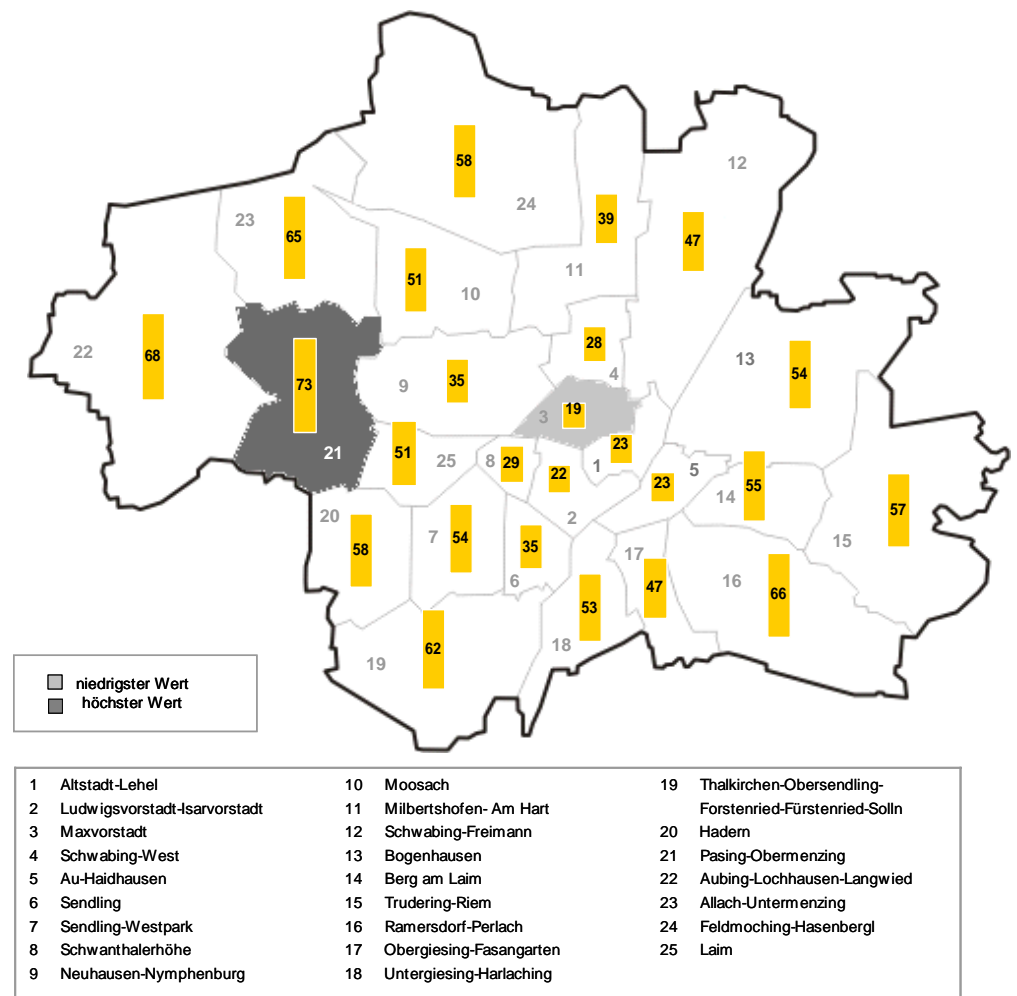 58
12
24
23
39
65
47
11
51
10
28
13
22
68
54
73
9
35
4
3
19
23
51
25
21
8
29
22
1
5
23
14
55
57
20
58
7
54
35
2
17
15
6
47
16
66
53
62
19
18
niedrigster Wert
höchster Wert
1 Altstadt-Lehel
2 Ludwigsvorstadt-Isarvorstadt
3 Maxvorstadt
4 Schwabing-West
5 Au-Haidhausen
6 Sendling
7 Sendling-Westpark
8 Schwanthalerhöhe
9 Neuhausen-Nymphenburg
10 Moosach
11 Milbertshofen- Am Hart
12 Schwabing-Freimann
13 Bogenhausen
14 Berg am Laim
15 Trudering-Riem
16 Ramersdorf-Perlach
17 Obergiesing-Fasangarten
18 Untergiesing-Harlaching
19 Thalkirchen-Obersendling-
Forstenried-Fürstenried-Solln
20 Hadern
21 Pasing-Obermenzing
22 Aubing-Lochhausen-Langwied
23 Allach-Untermenzing
24 Feldmoching-Hasenbergl
25 Laim